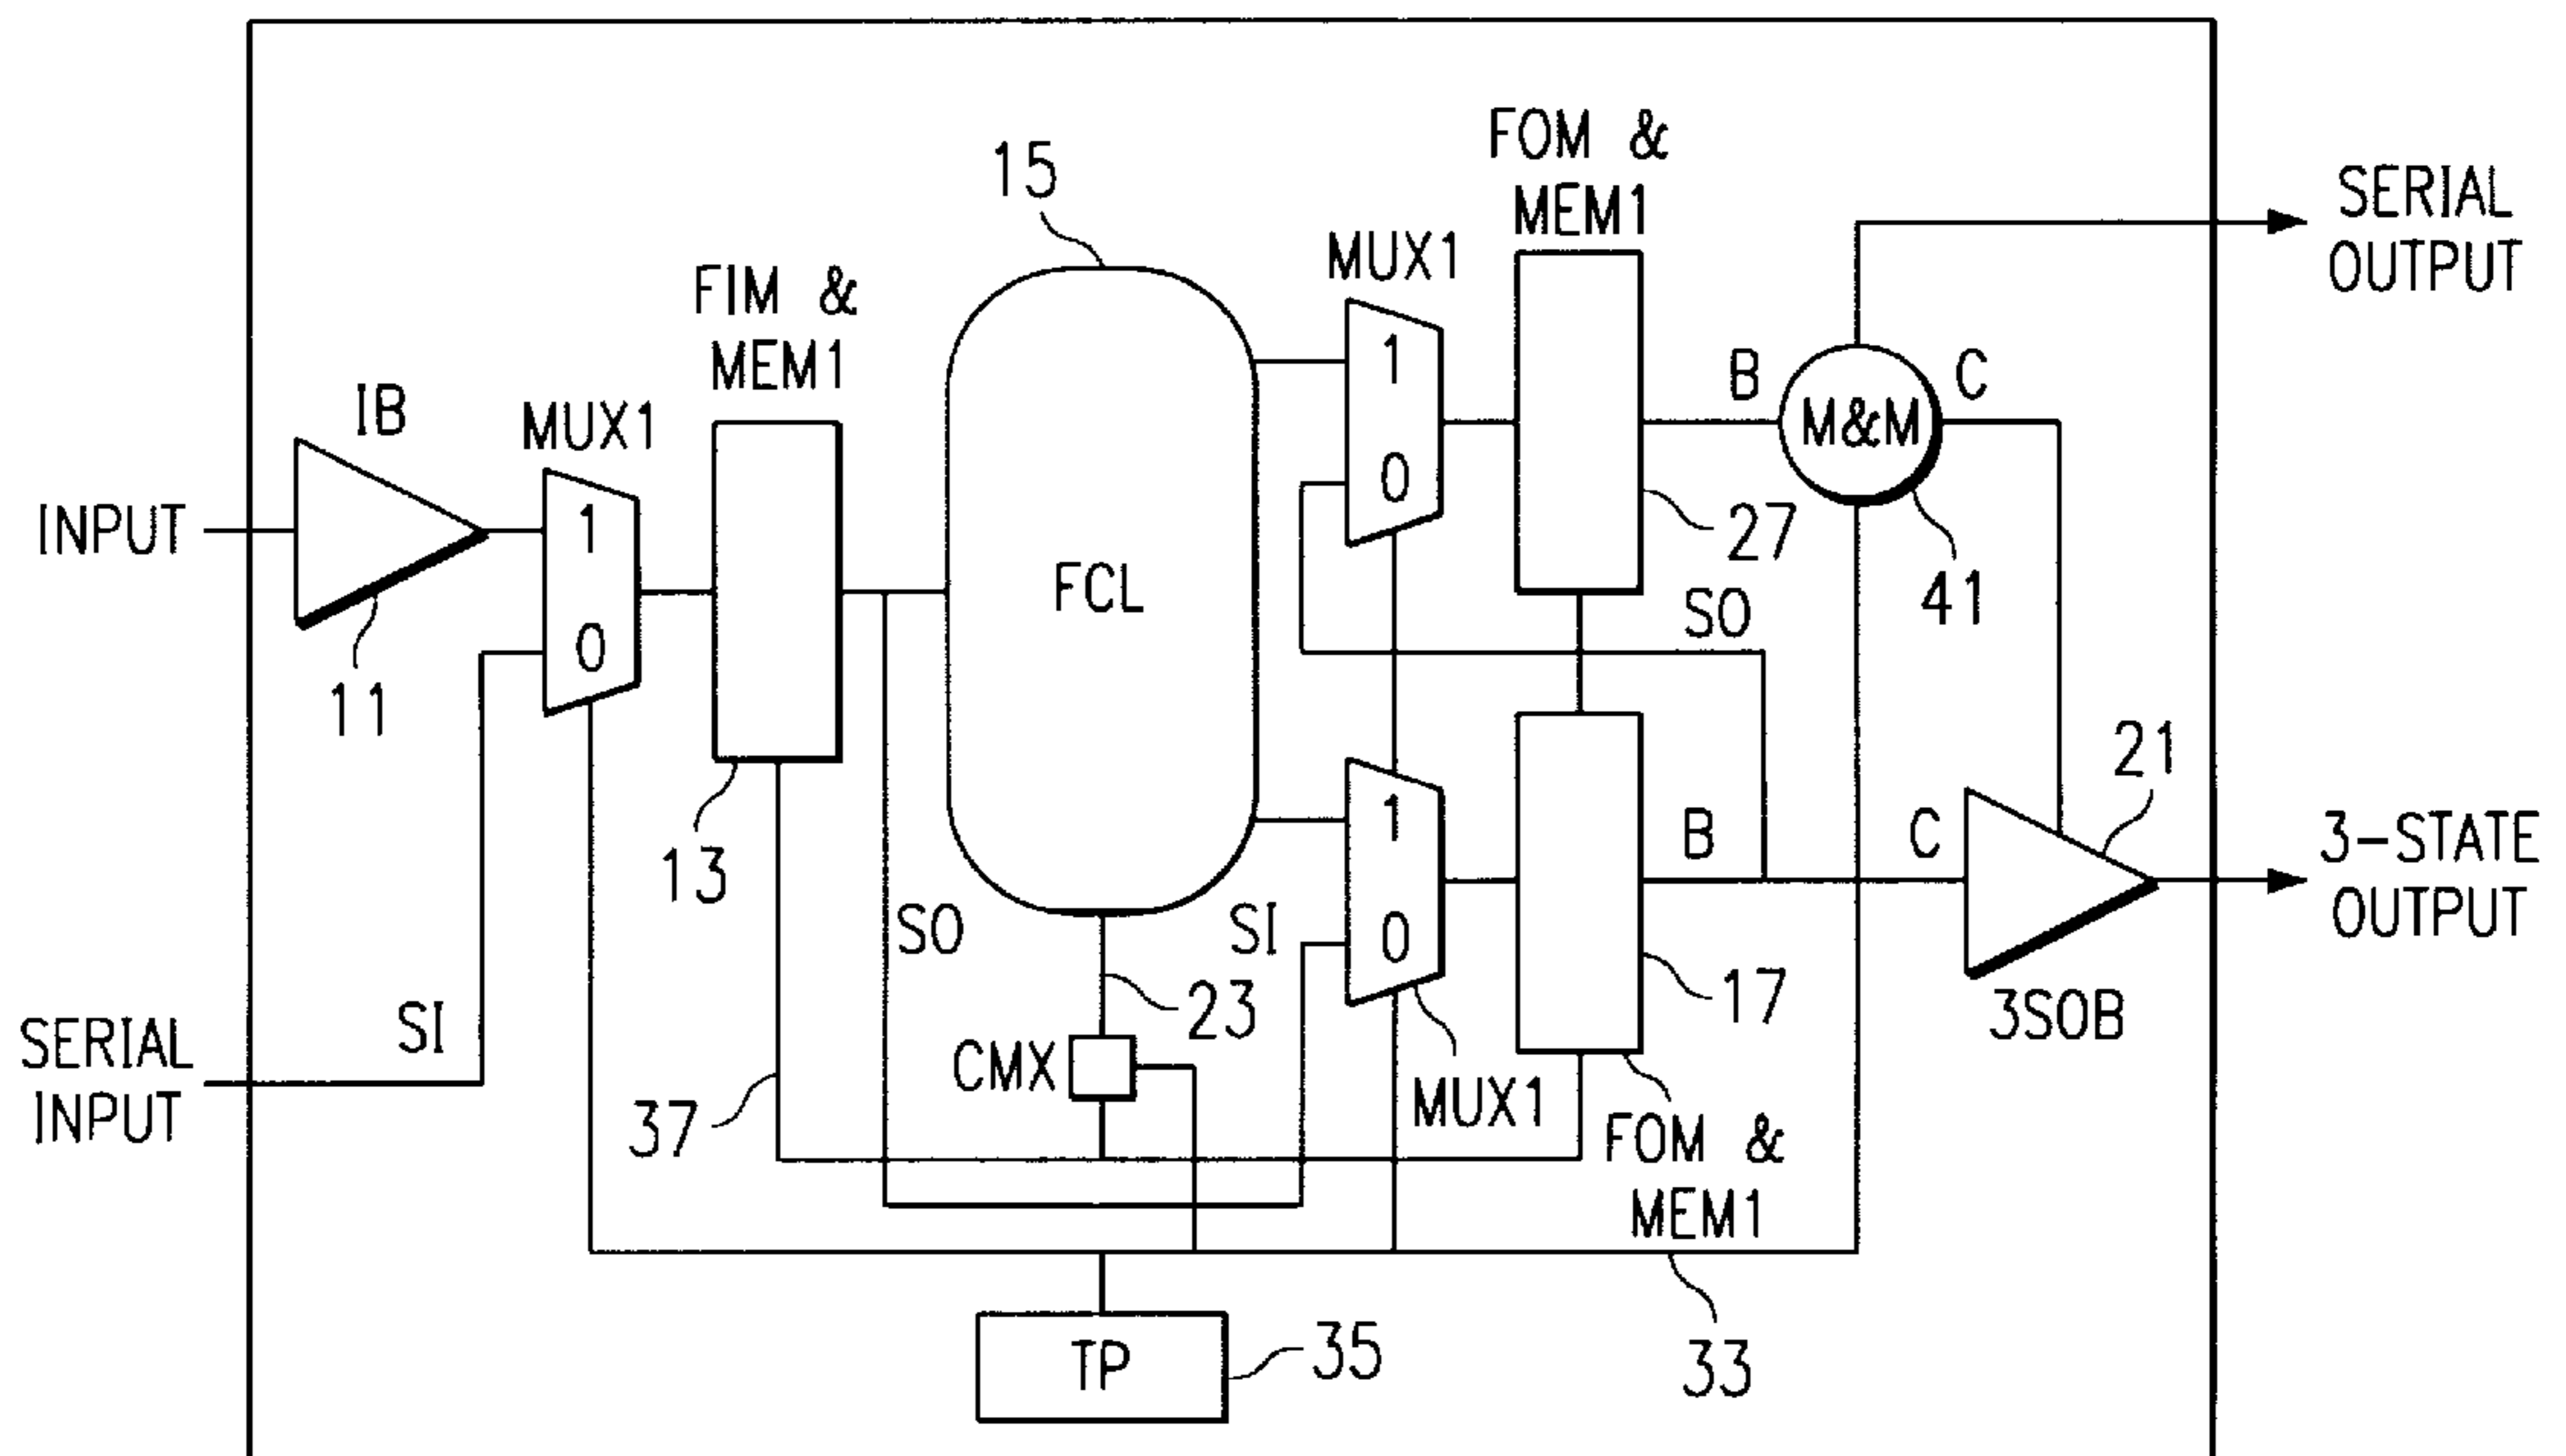 FOM &
MEM1
15
SERIAL
OUTPUT
MUX1
FIM &
MEM1
1
B
C
IB
MUX1
M&M
0
INPUT
1
27
FCL
41
SO
0
11
21
1
B
C
3-STATE
OUTPUT
13
SO
SI
0
23
17
3SOB
SI
SERIAL
INPUT
CMX
37
MUX1
FOM &
MEM1
TP
35
33